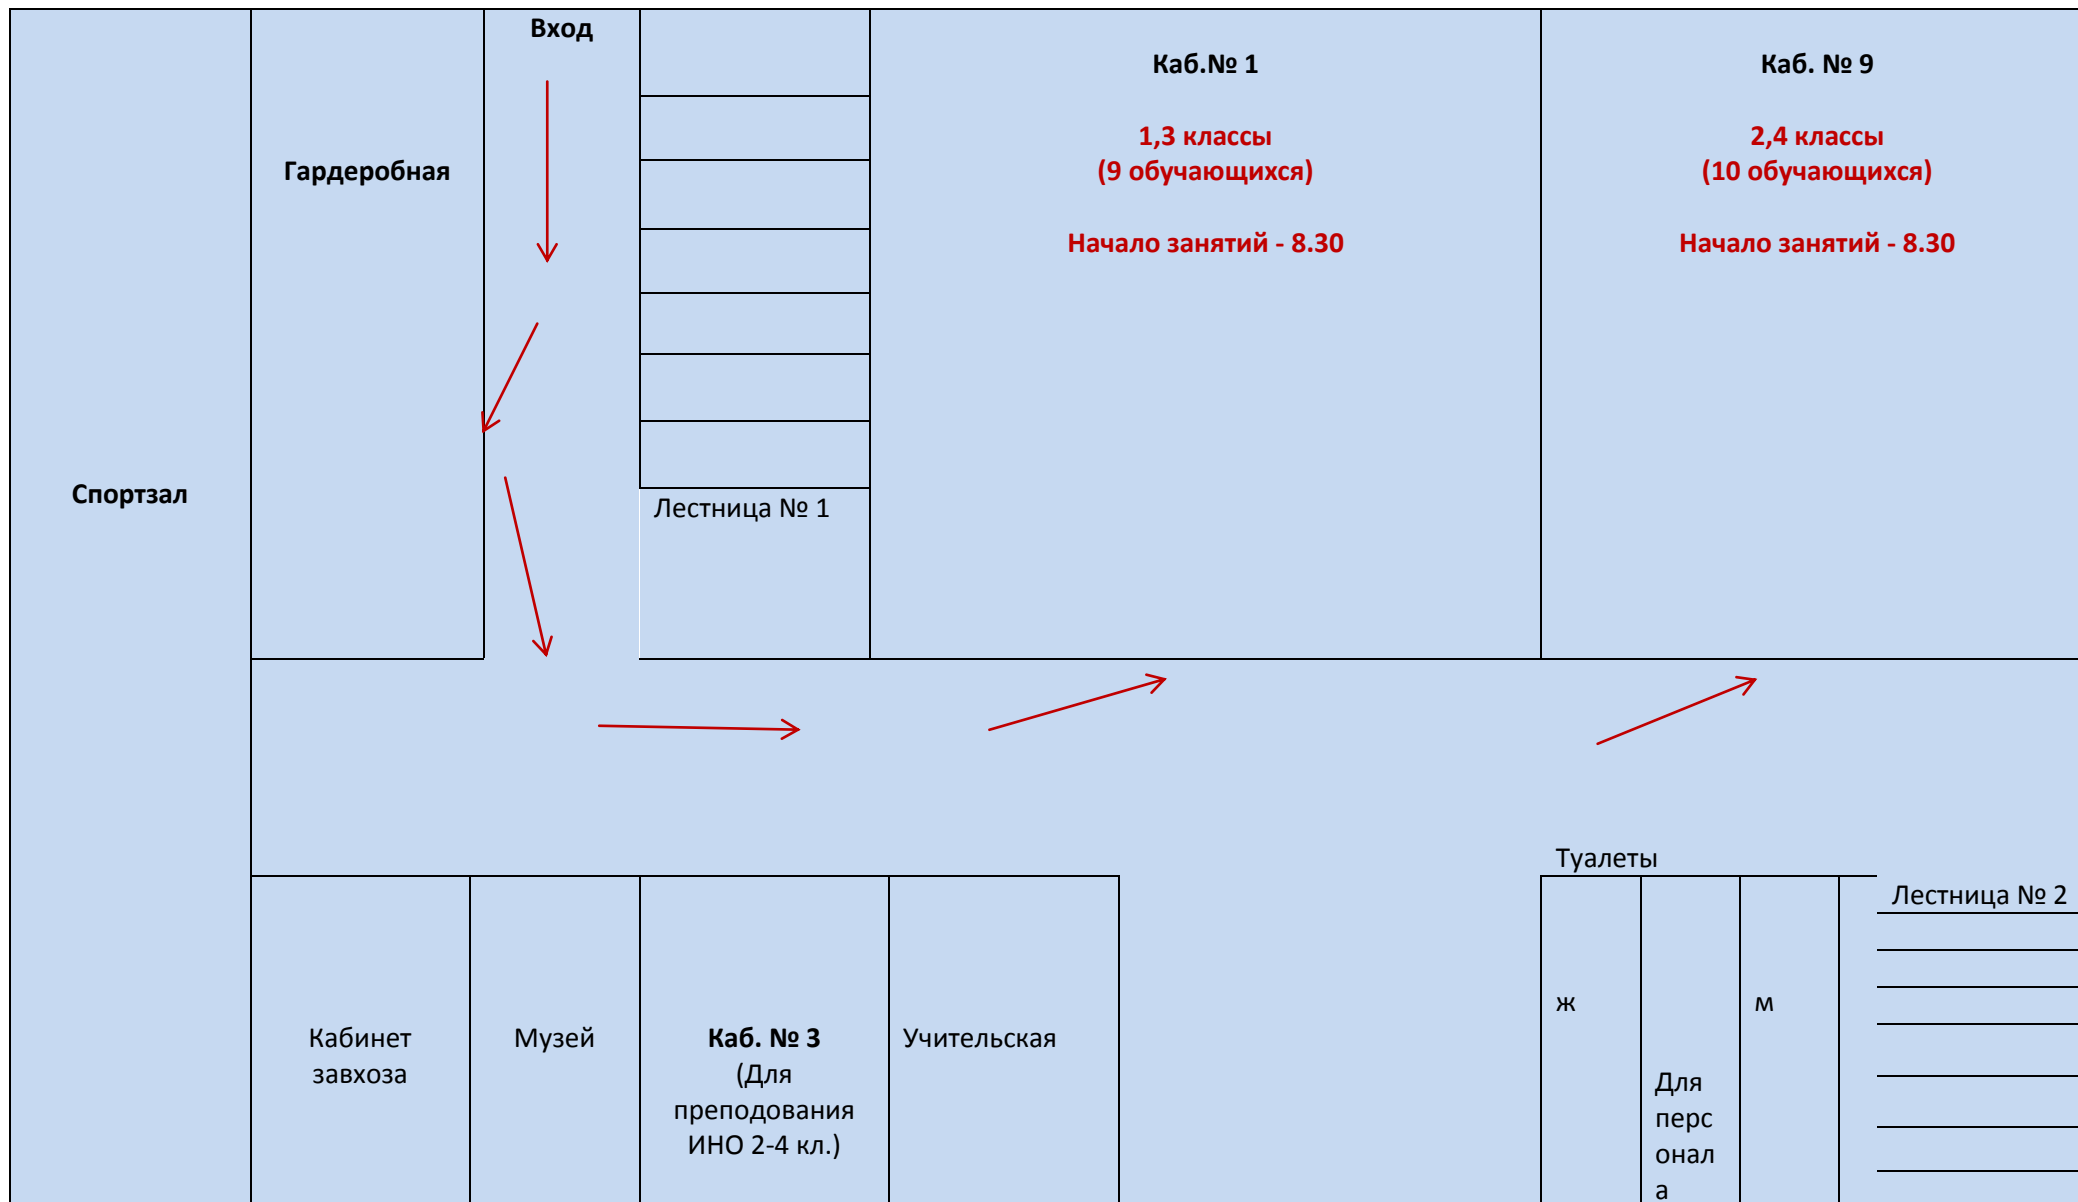 Вход
Каб.№ 1
Каб. № 9
1,3 классы
(9 обучающихся)
2,4 классы
(10 обучающихся)
Гардеробная
Начало занятий - 8.30
Начало занятий - 8.30
Спортзал
Лестница № 1
Туалеты
Лестница № 2
ж
м
Кабинет
завхоза
Музей
Каб. № 3
(Для
преподования
ИНО 2-4 кл.)
Учительская
Для
перс
онал
а